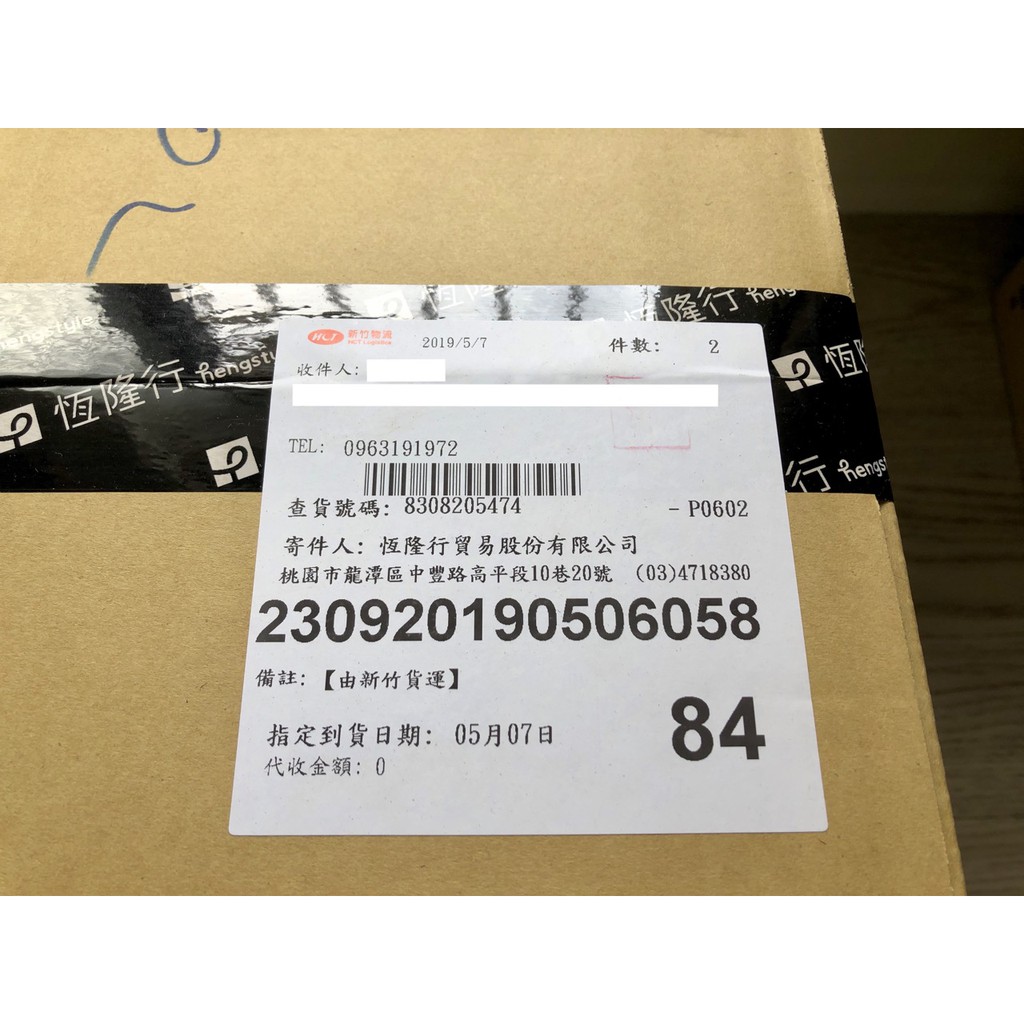 恆隆行 hengstyle
HCT 新竹物流
HCT Logistics
2019/5/7
件數: 2
收件人:
TEL: 0963191972
查貨號碼: 8308205474 - P0602
寄件人: 恆隆行貿易股份有限公司
桃園市龍潭區中豐路高平段10巷20號 (03)4718380
230920190506058
備註:【由新竹貨運】
指定到貨日期: 05月07日
84
代收金額: 0